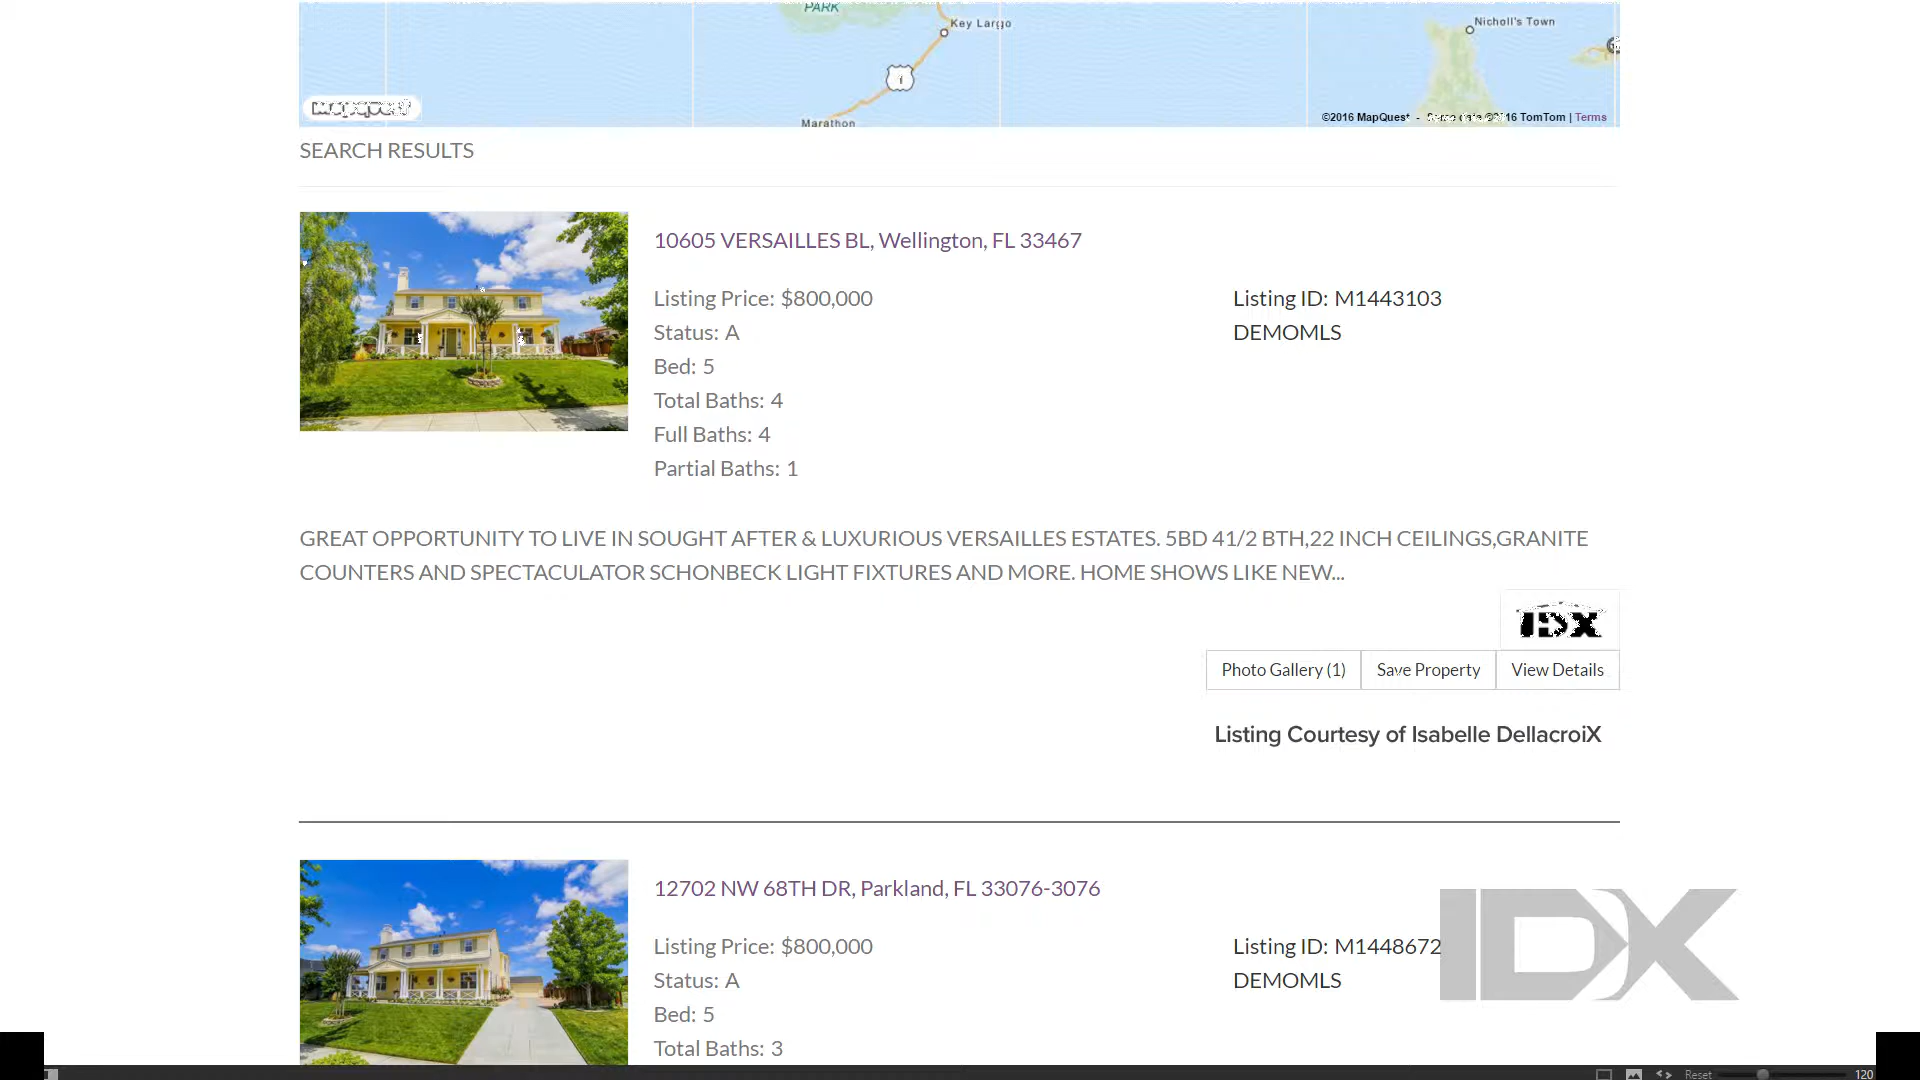 PARK
Key Largo
Nicholl's Town
1
mapquest
Marathon
©2016 MapQuest - Some data ©2016 TomTom | Terms
SEARCH RESULTS
10605 VERSAILLES BL, Wellington, FL 33467
Listing Price: $800,000
Listing ID: M1443103
Status: A
DEMOMLS
Bed: 5
Total Baths: 4
Full Baths: 4
Partial Baths: 1
GREAT OPPORTUNITY TO LIVE IN SOUGHT AFTER & LUXURIOUS VERSAILLES ESTATES. 5BD 41/2 BTH,22 INCH CEILINGS,GRANITE
COUNTERS AND SPECTACULATOR SCHONBECK LIGHT FIXTURES AND MORE. HOME SHOWS LIKE NEW...
IDX
Photo Gallery (1) Save Property View Details
Listing Courtesy of Isabelle DellacroiX
12702 NW 68TH DR, Parkland, FL 33076-3076
Listing Price: $800,000
Listing ID: M1448672
Status: A
DEMOMLS
IDX
Bed: 5
Total Baths: 3
Reset
120